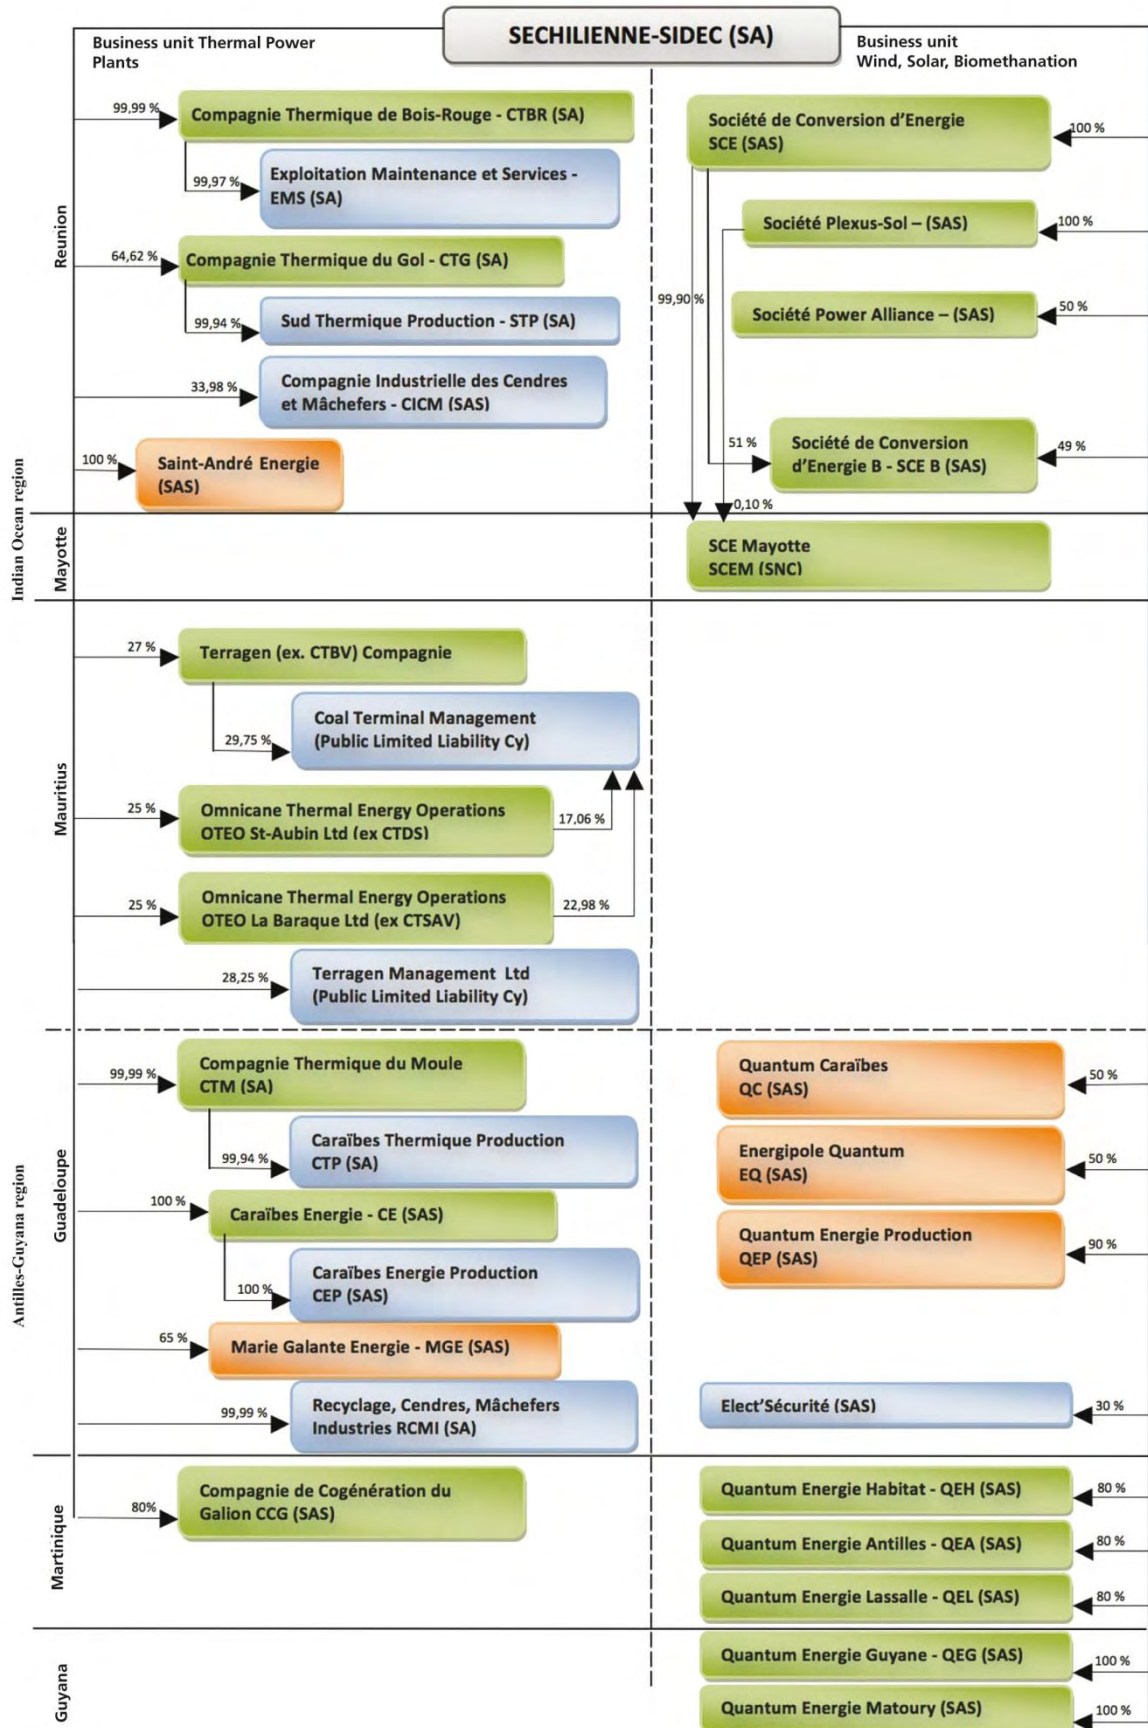 SECHILIENNE-SIDEC (SA)
Business unit Thermal Power
Plants
Business unit
Wind, Solar, Biomethanation
Indian Ocean region
Reunion
99,99 %
Compagnie Thermique de Bois-Rouge - CTBR (SA)
99,97 %
Exploitation Maintenance et Services -
EMS (SA)
64,62 %
Compagnie Thermique du Gol - CTG (SA)
99,94 %
Sud Thermique Production - STP (SA)
33,98 %
Compagnie Industrielle des Cendres
et Mâchefers - CICM (SAS)
100 %
Saint-André Energie
(SAS)
Société de Conversion d'Energie
SCE (SAS)
100 %
Société Plexus-Sol – (SAS)
100 %
99,90 %
Société Power Alliance – (SAS)
50 %
51 %
Société de Conversion
d'Energie B - SCE B (SAS)
49 %
0,10 %
Mayotte
SCE Mayotte
SCEM (SNC)
Mauritius
27 %
Terragen (ex. CTBV) Compagnie
29,75 %
Coal Terminal Management
(Public Limited Liability Cy)
25 %
Omnicane Thermal Energy Operations
OTEO St-Aubin Ltd (ex CTDS)
17,06 %
25 %
Omnicane Thermal Energy Operations
OTEO La Baraque Ltd (ex CTSAV)
22,98 %
28,25 %
Terragen Management Ltd
(Public Limited Liability Cy)
Antilles-Guyana region
Guadeloupe
99,99 %
Compagnie Thermique du Moule
CTM (SA)
99,94 %
Caraïbes Thermique Production
CTP (SA)
100 %
Caraïbes Energie - CE (SAS)
100 %
Caraïbes Energie Production
CEP (SAS)
65 %
Marie Galante Energie - MGE (SAS)
99,99 %
Recyclage, Cendres, Mâchefers
Industries RCMI (SA)
Quantum Caraïbes
QC (SAS)
50 %
Energipole Quantum
EQ (SAS)
50 %
Quantum Energie Production
QEP (SAS)
90 %
Elect'Sécurité (SAS)
30 %
Martinique
80%
Compagnie de Cogénération du
Galion CCG (SAS)
Quantum Energie Habitat - QEH (SAS)
80 %
Quantum Energie Antilles - QEA (SAS)
80 %
Quantum Energie Lassalle - QEL (SAS)
80 %
Guyana
Quantum Energie Guyane - QEG (SAS)
100 %
Quantum Energie Matoury (SAS)
100 %